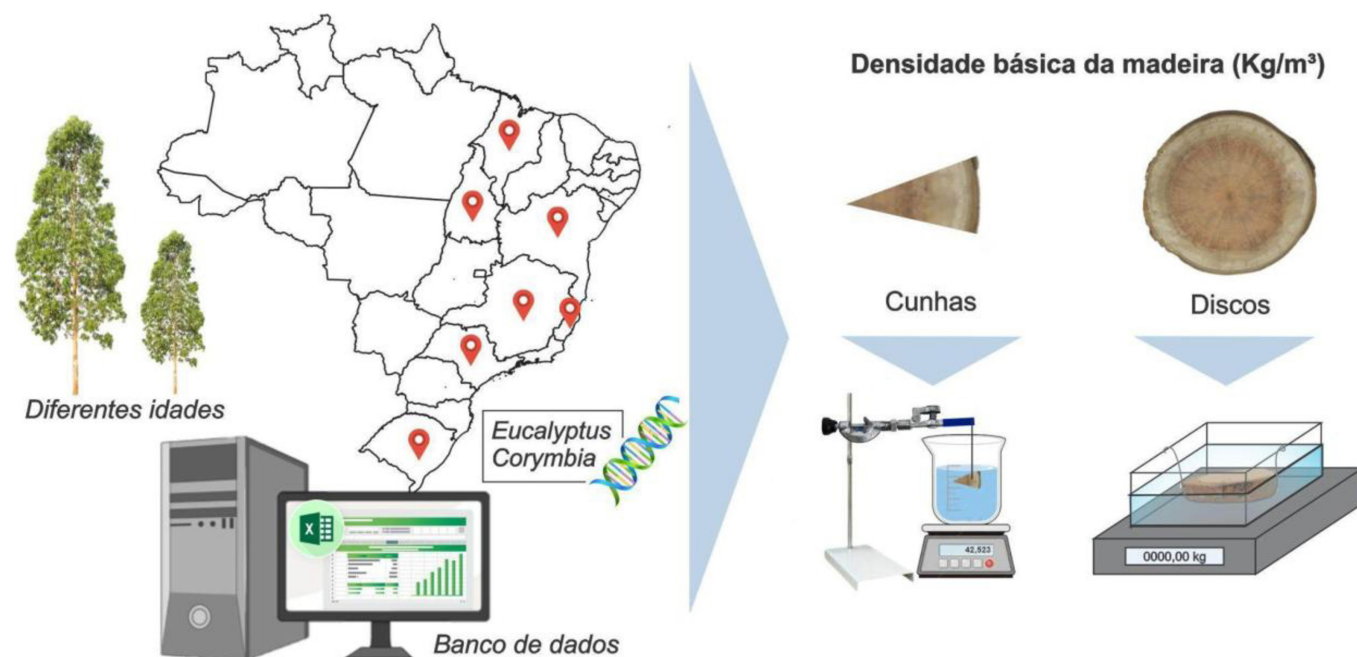 Densidade básica da madeira (Kg/m³)
Cunhas
Discos
Diferentes idades
Eucalyptus
Corymbia
X
42,523
0000,00 kg
Banco de dados